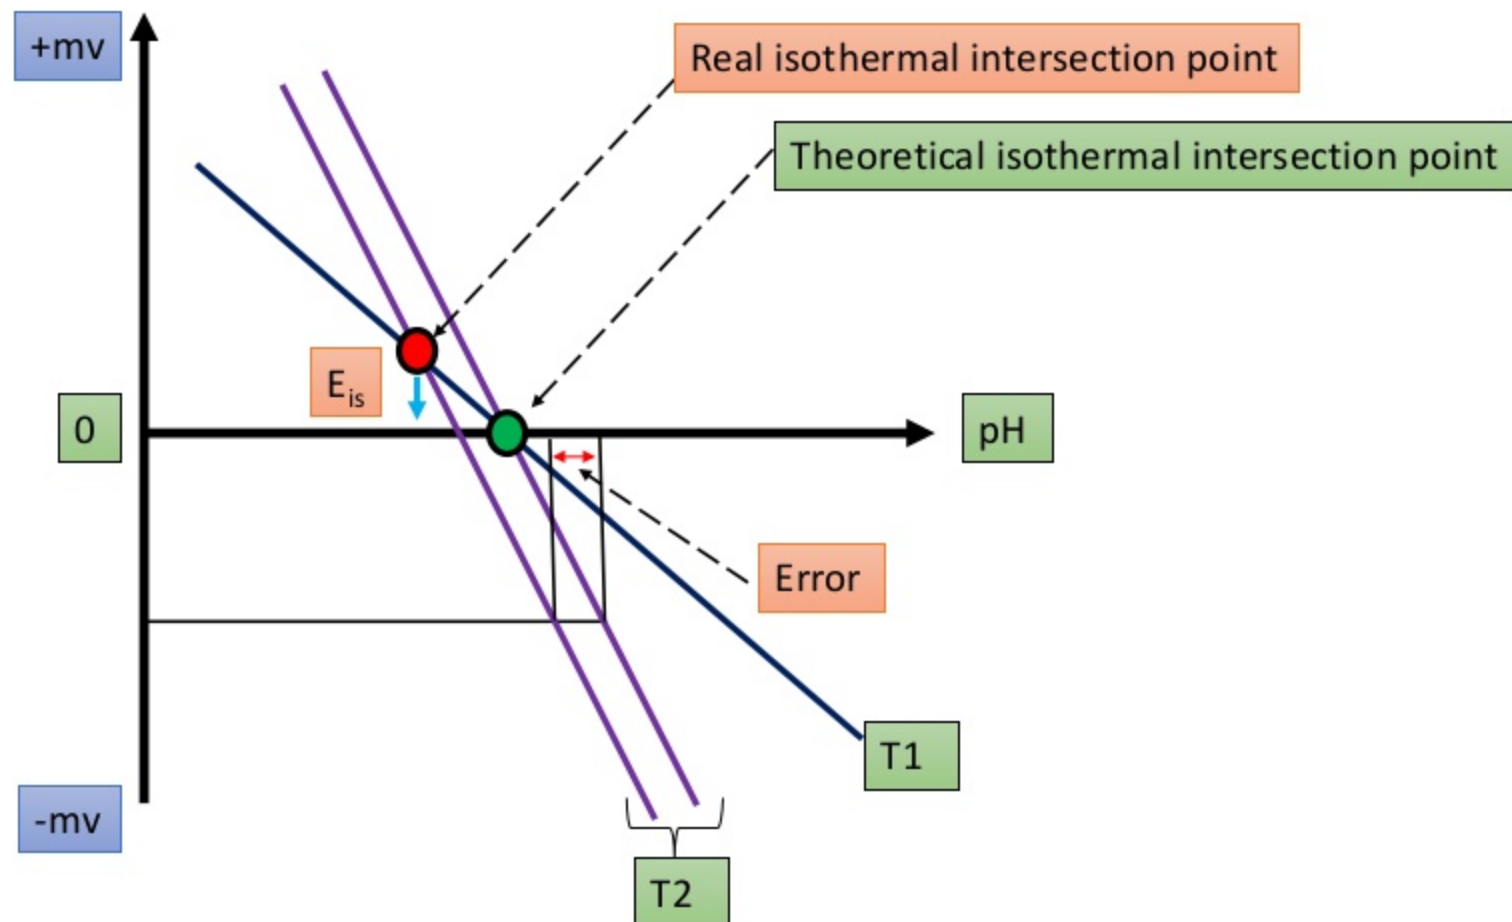 +mv
Real isothermal intersection point
Theoretical isothermal intersection point
Eis
0
pH
Error
T1
-mv
T2